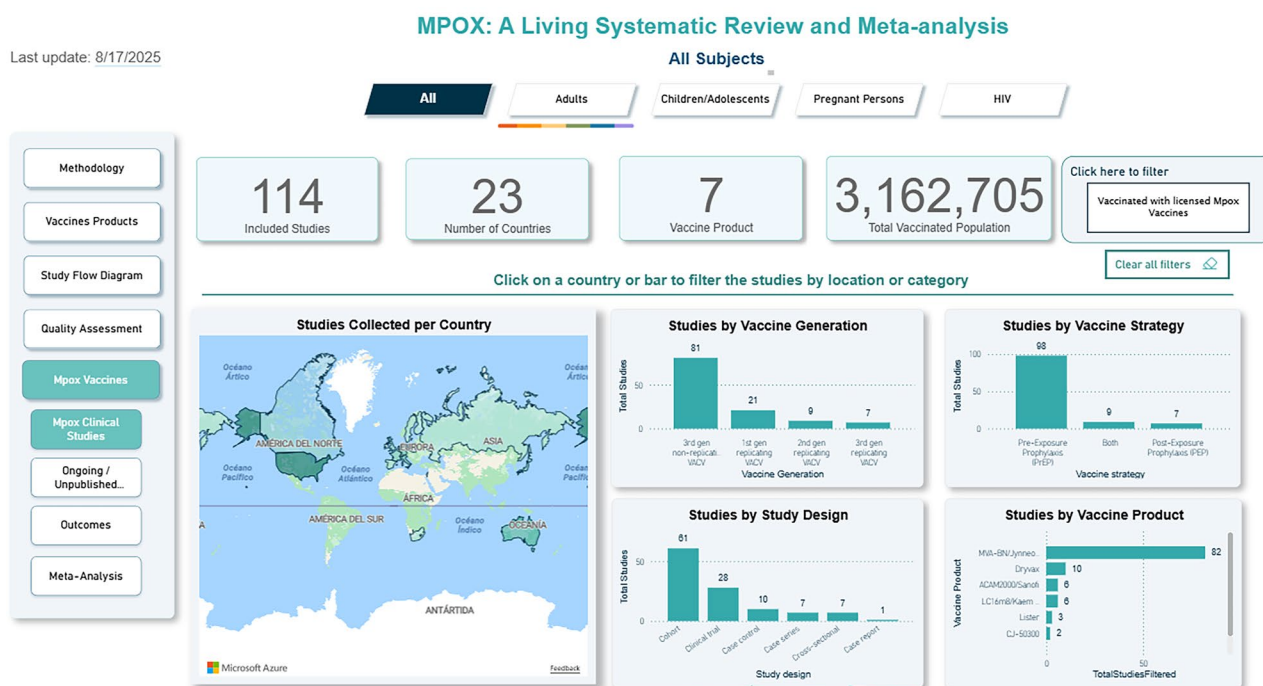 MPOX: A Living Systematic Review and Meta-analysis
Last update: 8/17/2025
All Subjects
All
Adults
Children/Adolescents
Pregnant Persons
HIV
Methodology
Vaccines Products
Study Flow Diagram
Quality Assessment
Mpox Vaccines
Mpox Clinical
Studies
Ongoing /
Unpublished...
Outcomes
Meta-Analysis
114
Included Studies
23
Number of Countries
7
Vaccine Product
3,162,705
Total Vaccinated Population
Click here to filter
Vaccinated with licensed Mpox
Vaccines
Clear all filters
Click on a country or bar to filter the studies by location or category
Studies Collected per Country
Océano
Ártico
Océan
Ártico
AMÉRICA DEL NORTE
EUROPA
ASIA
Océano
Pacífico
Océano
Atlántico
Océan
Pacífi
ÁFRICA
A
AMÉRICA DEL SUR
Océano
Índico
OCEANÍA
ANTÁRTIDA
Microsoft Azure
Feedback
Studies by Vaccine Generation
Total Studies
50
0
81
21
9
7
3rd gen
non-replicati...
VACV
1st gen
replicating
VACV
2nd gen
replicating
VACV
3rd gen
replicating
VACV
Vaccine Generation
Studies by Vaccine Strategy
Total Studies
100
50
0
98
9
7
Pre-Exposure
Prophylaxis
(PrEP)
Both
Post-Exposure
Prophylaxis (PEP)
Vaccine strategy
Studies by Study Design
Total Studies
50
0
61
28
10
7
7
1
Cohort
Clinical trial
Case control
Case series
Cross-sectional
Case report
Study design
Studies by Vaccine Product
Vaccine Product
MVA-BN/Jynneo... 82
Dryvax 10
ACAM2000/Sanofi 6
LC16m8/Kaem ... 6
Lister 3
CJ-50300 2
0 50
TotalStudiesFiltered